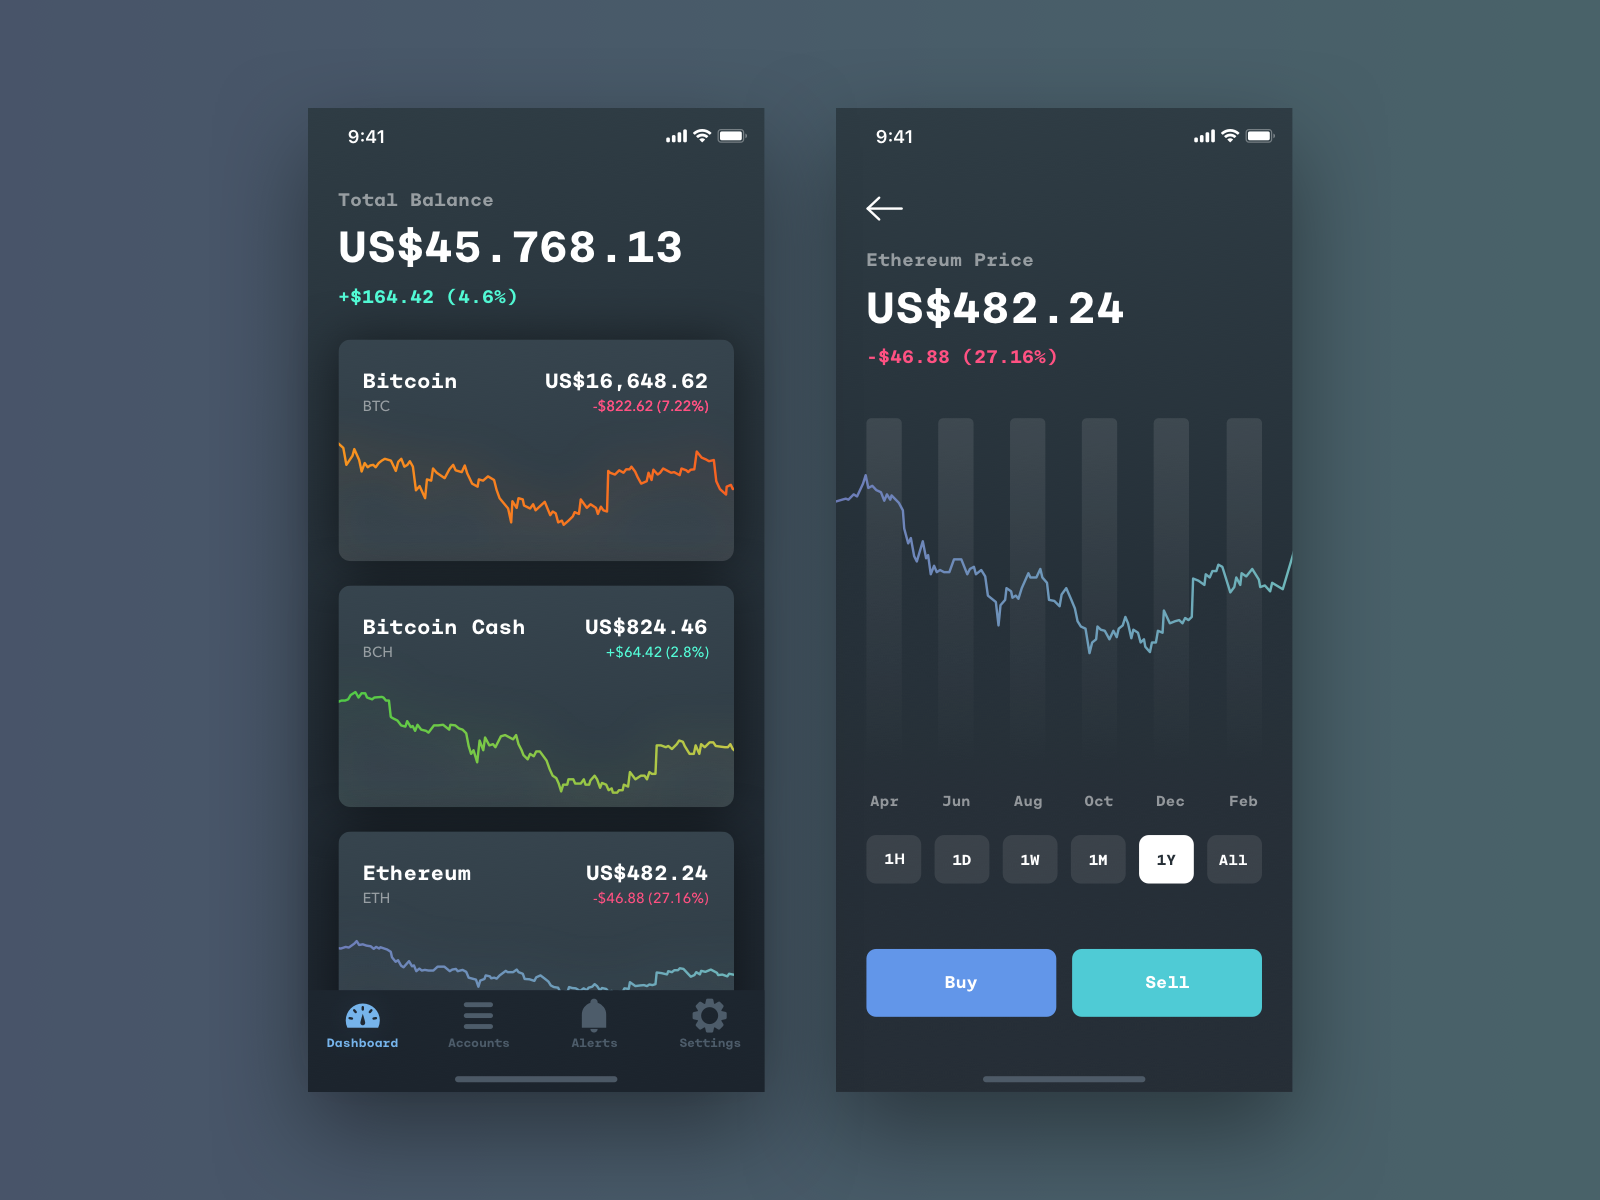 9:41
Total Balance
US$45.768.13
+$164.42 (4.6%)
Bitcoin US$16,648.62
BTC -$822.62 (7.22%)
Bitcoin Cash US$824.46
BCH +$64.42 (2.8%)
Ethereum US$482.24
ETH -$46.88 (27.16%)
Dashboard Accounts Alerts Settings
9:41
Ethereum Price
US$482.24
-$46.88 (27.16%)
Apr Jun Aug Oct Dec Feb
1H 1D 1W 1M 1Y All
Buy Sell